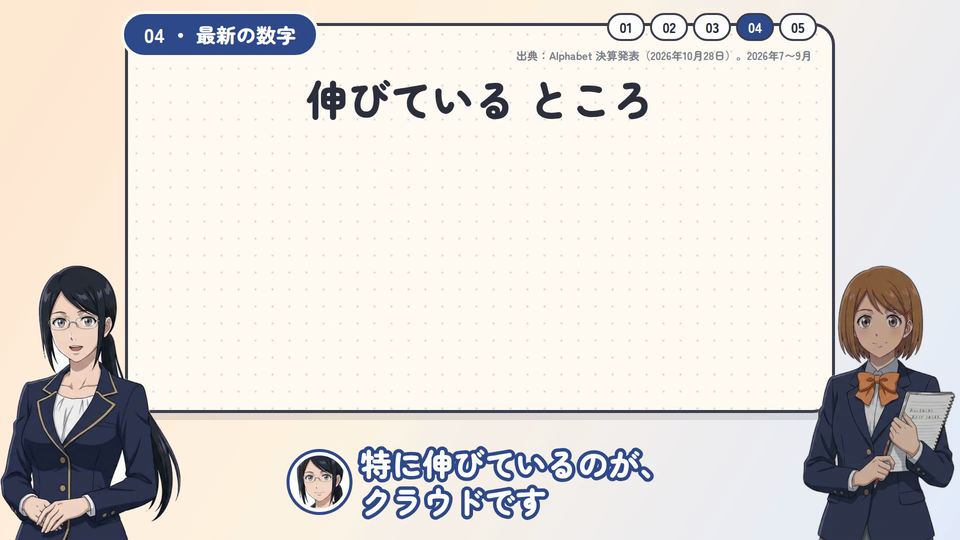 04 ・ 最新の数字
01 02 03 04 05
出典：Alphabet 決算発表（2026年10月28日）。2026年7〜9月
伸びている ところ
特に伸びているのが、
クラウドです